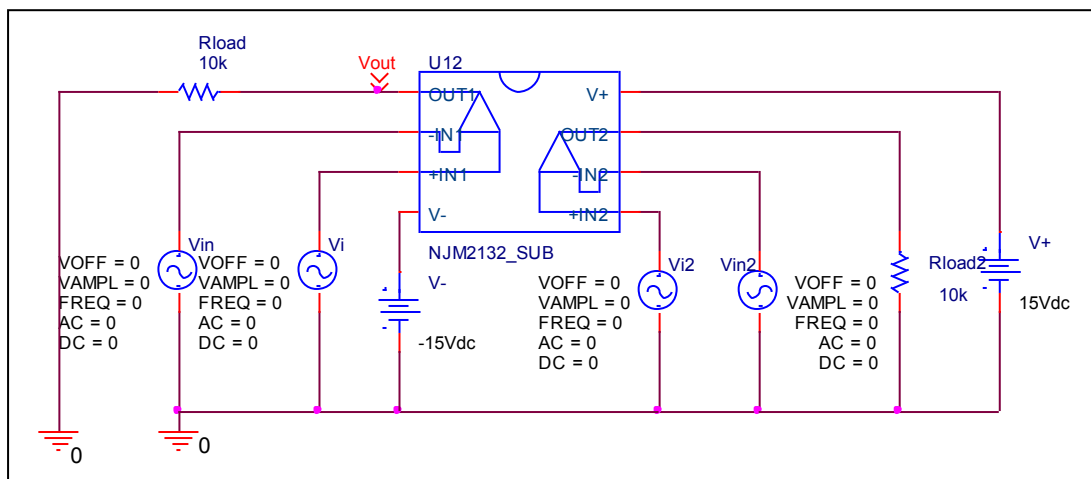 Rload
10k
Vout
U12
OUT1
V+
-IN1
OUT2
+IN1
-IN2
V-
+IN2
NJM2132_SUB
Vin
VOFF = 0
VAMPL = 0
FREQ = 0
AC = 0
DC = 0
Vi
VOFF = 0
VAMPL = 0
FREQ = 0
AC = 0
DC = 0
V-
-15Vdc
Vi2
VOFF = 0
VAMPL = 0
FREQ = 0
AC = 0
DC = 0
Vin2
VOFF = 0
VAMPL = 0
FREQ = 0
AC = 0
DC = 0
Rload2
10k
V+
15Vdc
0
0